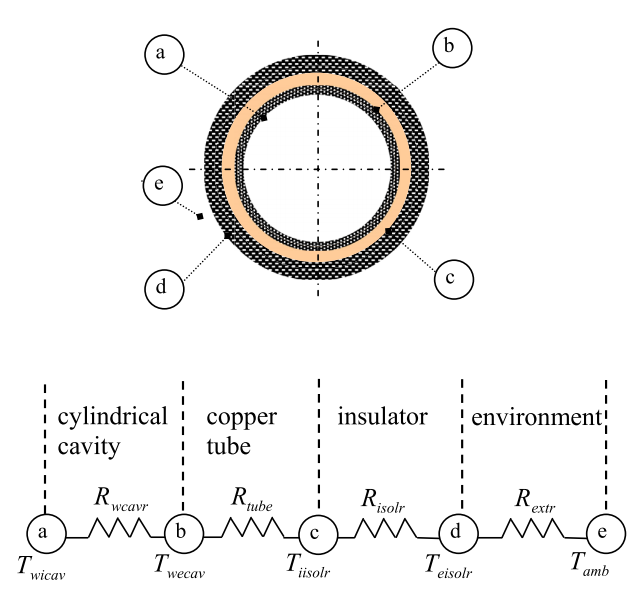 a
b
e
d
c
cylindrical
cavity
copper
tube
insulator
environment
R_wcavr
R_tube
R_isolr
R_extr
a
b
c
d
e
T_wicav
T_wecav
T_iisolr
T_eisolr
T_amb